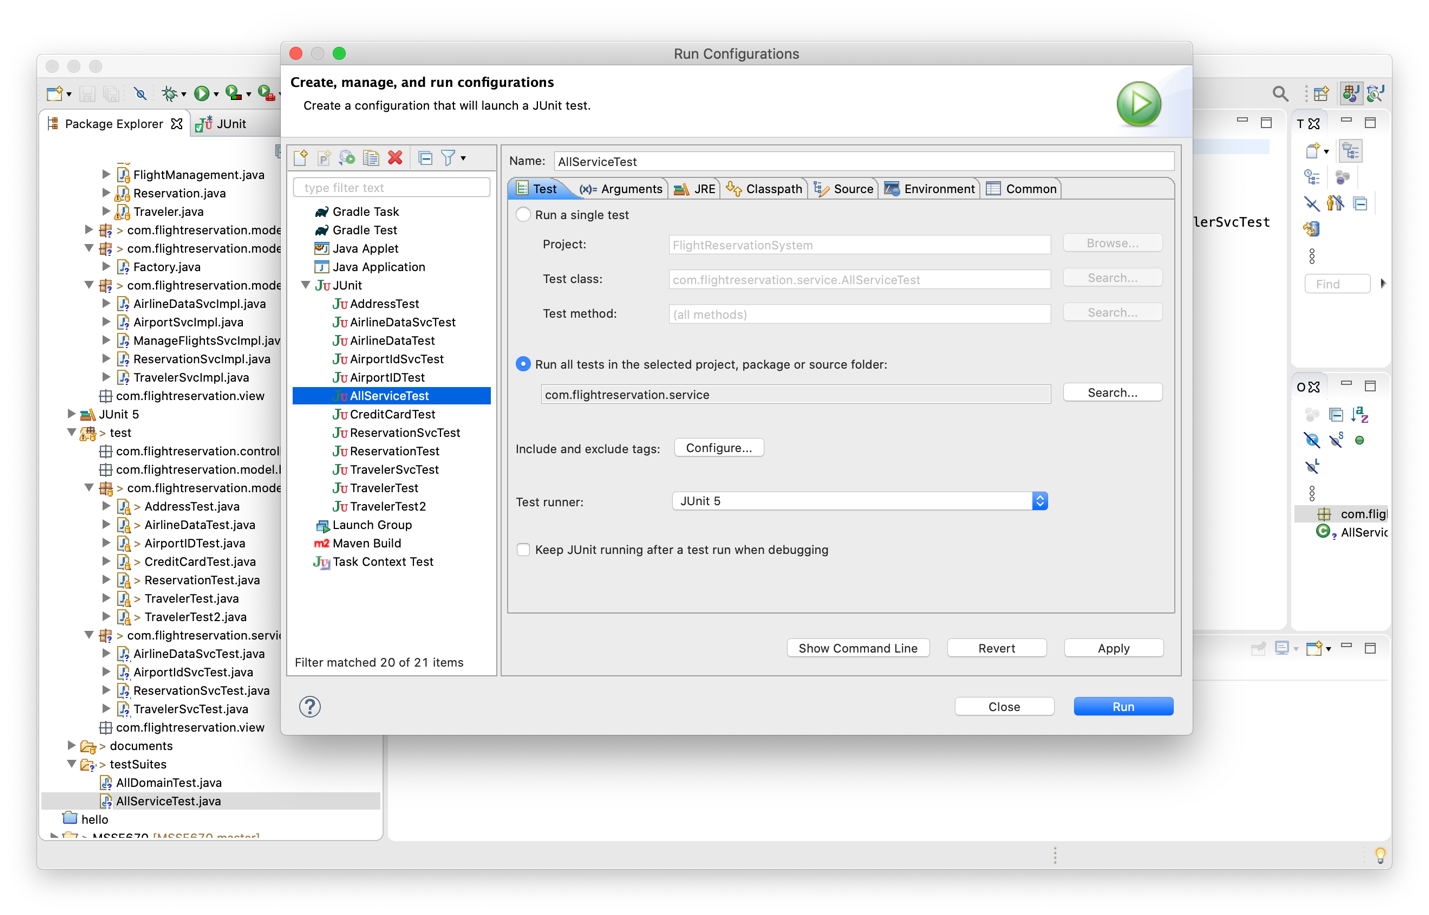 Run Configurations
Create, manage, and run configurations
Create a configuration that will launch a JUnit test.
Package Explorer
JUnit
FlightManagement.java
Reservation.java
Traveler.java
> com.flightreservation.mode
> com.flightreservation.mode
Factory.java
> com.flightreservation.mode
AirlineDataSvcImpl.java
AirportSvcImpl.java
ManageFlightsSvcImpl.jav
ReservationSvcImpl.java
TravelerSvcImpl.java
com.flightreservation.view
JUnit 5
> test
com.flightreservation.control
com.flightreservation.model.l
> com.flightreservation.mode
> AddressTest.java
> AirlineDataTest.java
> AirportIDTest.java
> CreditCardTest.java
> ReservationTest.java
> TravelerTest.java
> TravelerTest2.java
> com.flightreservation.servic
AirlineDataSvcTest.java
AirportIdSvcTest.java
ReservationSvcTest.java
TravelerSvcTest.java
com.flightreservation.view
> documents
> testSuites
AllDomainTest.java
AllServiceTest.java
hello
> MSSE670 [MSSE670 master]
type filter text
Gradle Task
Gradle Test
Java Applet
Java Application
JUnit
AddressTest
AirlineDataSvcTest
AirlineDataTest
AirportIdSvcTest
AirportIDTest
AllServiceTest
CreditCardTest
ReservationSvcTest
ReservationTest
TravelerSvcTest
TravelerTest
TravelerTest2
Launch Group
m2 Maven Build
Task Context Test
Filter matched 20 of 21 items
Name: AllServiceTest
Test (x)= Arguments JRE Classpath Source Environment Common
Run a single test
Project: FlightReservationSystem Browse...
Test class: com.flightreservation.service.AllServiceTest Search...
Test method: (all methods) Search...
Run all tests in the selected project, package or source folder:
com.flightreservation.service Search...
Include and exclude tags: Configure...
Test runner: JUnit 5
Keep JUnit running after a test run when debugging
Show Command Line Revert Apply
? Close Run
T
lerSvcTest
Find
O
com.flig
AllServic